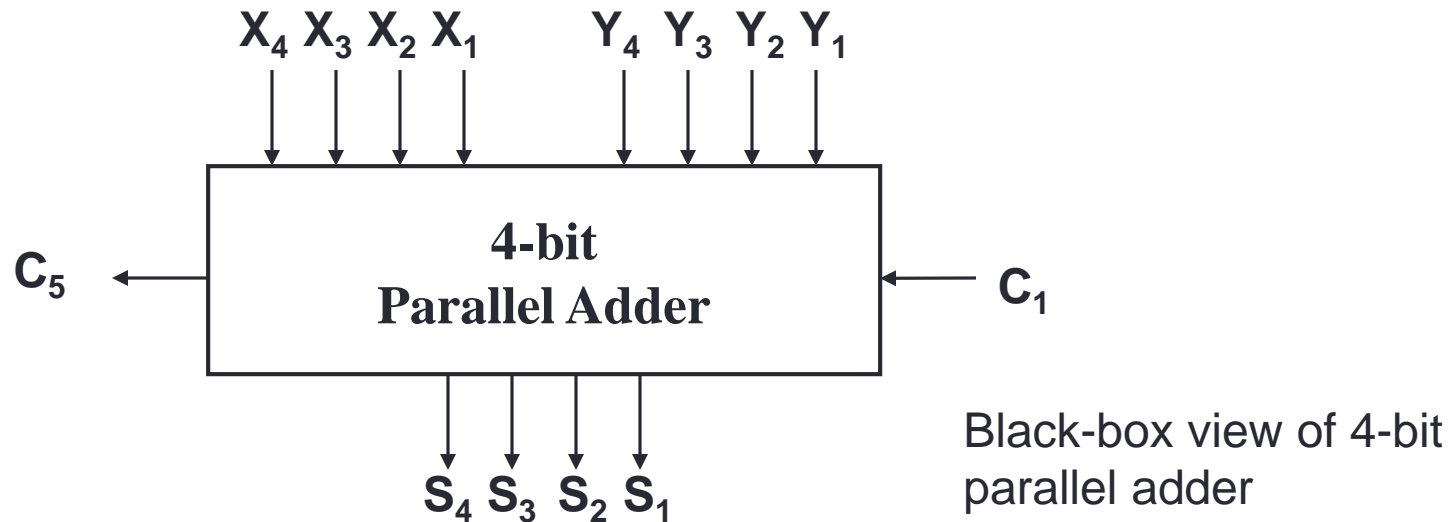 X₄ X₃ X₂ X₁ Y₄ Y₃ Y₂ Y₁
4-bit
Parallel Adder
C₅
C₁
S₄ S₃ S₂ S₁
Black-box view of 4-bit
parallel adder